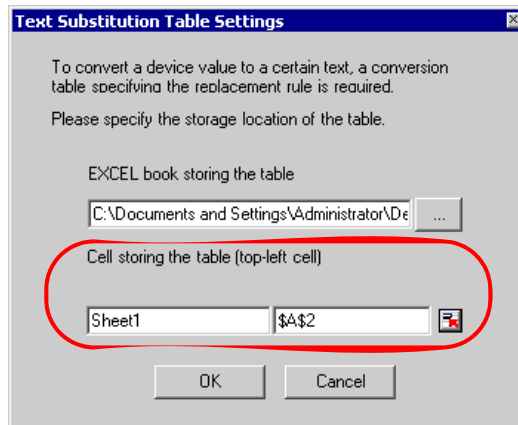 Text Substitution Table Settings
To convert a device value to a certain text, a conversion
table specifying the replacement rule is required.
Please specify the storage location of the table.
EXCEL book storing the table
C:\Documents and Settings\Administrator\De ...
Cell storing the table (top-left cell)
Sheet1 $A$2
OK Cancel